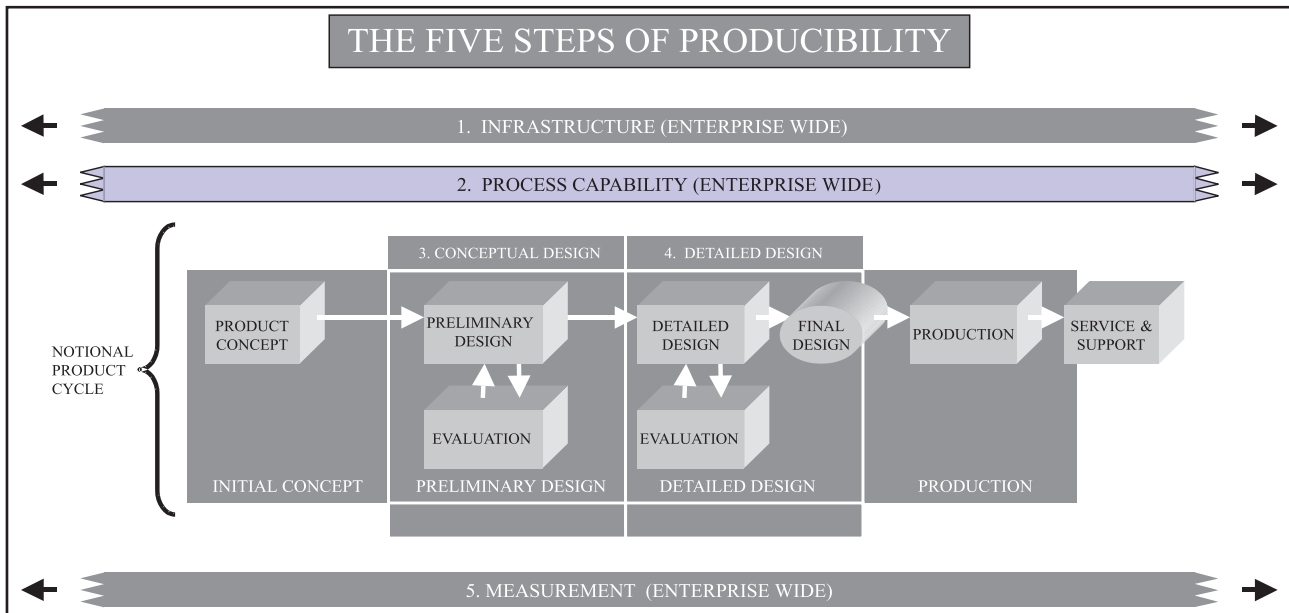 THE FIVE STEPS OF PRODUCIBILITY
1. INFRASTRUCTURE (ENTERPRISE WIDE)
2. PROCESS CAPABILITY (ENTERPRISE WIDE)
3. CONCEPTUAL DESIGN
4. DETAILED DESIGN
NOTIONAL
PRODUCT
CYCLE
PRODUCT
CONCEPT
PRELIMINARY
DESIGN
DETAILED
DESIGN
FINAL
DESIGN
PRODUCTION
SERVICE &
SUPPORT
EVALUATION
EVALUATION
INITIAL CONCEPT
PRELIMINARY DESIGN
DETAILED DESIGN
PRODUCTION
5. MEASUREMENT (ENTERPRISE WIDE)